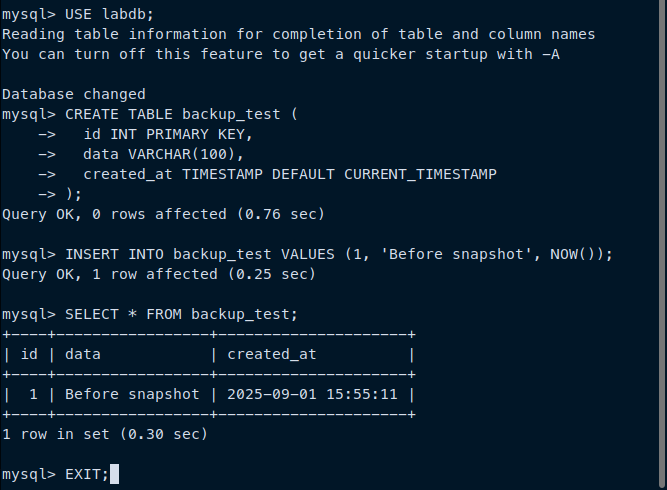 mysql> USE labdb;
Reading table information for completion of table and column names
You can turn off this feature to get a quicker startup with -A

Database changed
mysql> CREATE TABLE backup_test (
    ->   id INT PRIMARY KEY,
    ->   data VARCHAR(100),
    ->   created_at TIMESTAMP DEFAULT CURRENT_TIMESTAMP
    -> );
Query OK, 0 rows affected (0.76 sec)

mysql> INSERT INTO backup_test VALUES (1, 'Before snapshot', NOW());
Query OK, 1 row affected (0.25 sec)

mysql> SELECT * FROM backup_test;
+----+-----------------+---------------------+
| id | data            | created_at          |
+----+-----------------+---------------------+
|  1 | Before snapshot | 2025-09-01 15:55:11 |
+----+-----------------+---------------------+
1 row in set (0.30 sec)

mysql> EXIT;